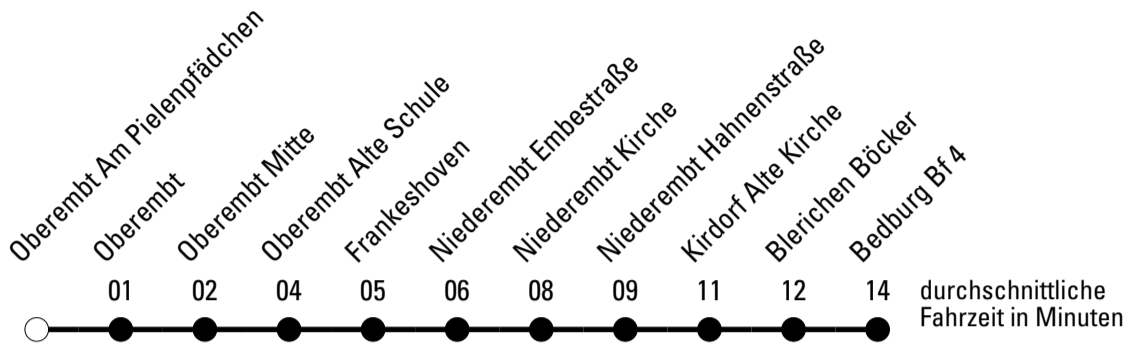 Oberembt Am Pielenpfädchen
Oberembt
Oberembt Mitte
Oberembt Alte Schule
Frankeshoven
Niederembt Embestraße
Niederembt Kirche
Niederembt Hahnenstraße
Kirdorf Alte Kirche
Blerichen Böcker
Bedburg Bf 4
01 02 04 05 06 08 09 11 12 14
durchschnittliche
Fahrzeit in Minuten